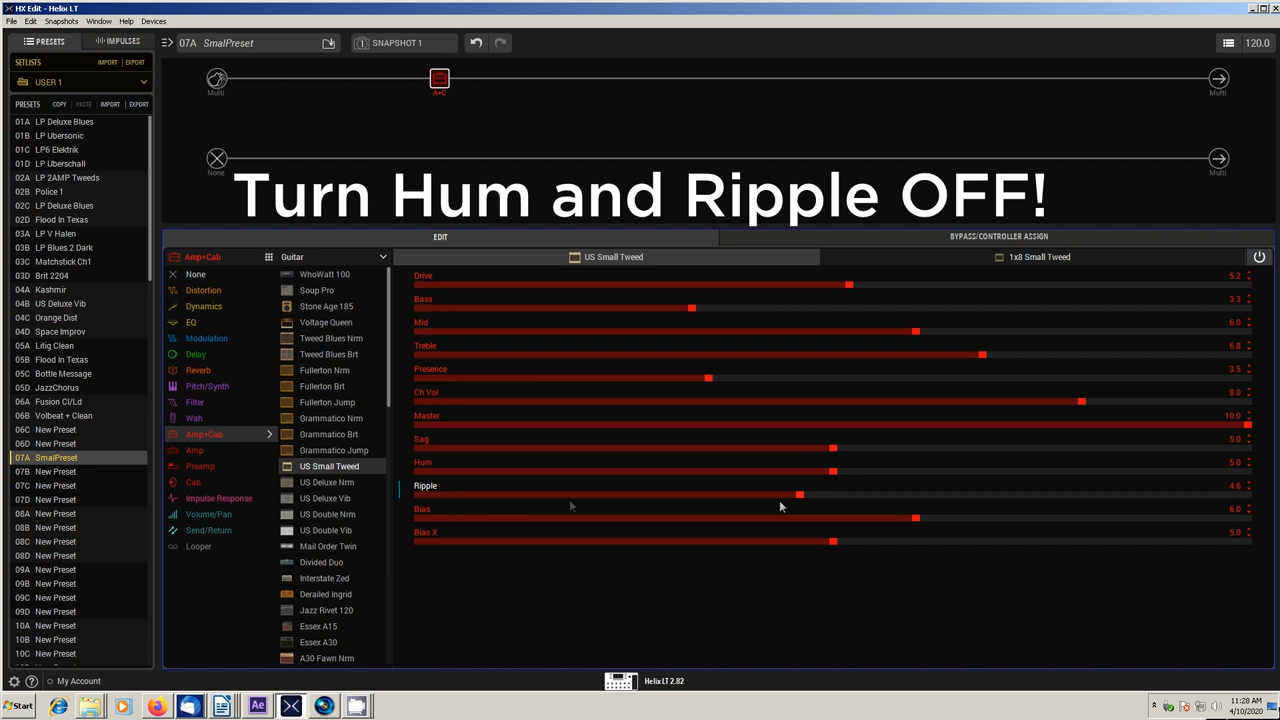 HX Edit - Helix LT
File Edit Snapshots Window Help Devices
PRESETS IMPULSES
07A SmalPreset
SNAPSHOT 1
120.0
SETLISTS IMPORT EXPORT
USER 1
PRESETS COPY PASTE IMPORT EXPORT
01A LP Deluxe Blues
01B LP Ubersonic
01C LP6 Elektrik
01D LP Uberschall
02A LP 2AMP Tweeds
02B Police 1
02C LP Deluxe Blues
02D Flood In Texas
03A LP V Halen
03B LP Blues 2 Dark
03C Matchstick Ch1
03D Brit 2204
04A Kashmir
04B US Deluxe Vib
04C Orange Dist
04D Space Improv
05A Litig Clean
05B Flood In Texas
05C Bottle Message
05D JazzChorus
06A Fusion Cl/Ld
06B Volbeat + Clean
06C New Preset
06D New Preset
07A SmalPreset
07B New Preset
07C New Preset
07D New Preset
08A New Preset
08B New Preset
08C New Preset
08D New Preset
09A New Preset
09B New Preset
09C New Preset
09D New Preset
10A New Preset
10B New Preset
10C New Preset
Multi
A+C
Multi
None
Multi
Turn Hum and Ripple OFF!
EDIT
BYPASS/CONTROLLER ASSIGN
Amp+Cab
Guitar
US Small Tweed
1x8 Small Tweed
None
Distortion
Dynamics
EQ
Modulation
Delay
Reverb
Pitch/Synth
Filter
Wah
Amp+Cab
Amp
Preamp
Cab
Impulse Response
Volume/Pan
Send/Return
Looper
WhoWatt 100
Soup Pro
Stone Age 185
Voltage Queen
Tweed Blues Nrm
Tweed Blues Brt
Fullerton Nrm
Fullerton Brt
Fullerton Jump
Grammatico Nrm
Grammatico Brt
Grammatico Jump
US Small Tweed
US Deluxe Nrm
US Deluxe Vib
US Double Nrm
US Double Vib
Mail Order Twin
Divided Duo
Interstate Zed
Derailed Ingrid
Jazz Rivet 120
Essex A15
Essex A30
A30 Fawn Nrm
Drive 5.2
Bass 3.3
Mid 6.0
Treble 6.8
Presence 3.5
Ch Vol 8.0
Master 10.0
Sag 5.0
Hum 5.0
Ripple 4.6
Bias 6.0
Bias X 5.0
My Account
Helix LT 2.82
Start
Ae
11:28 AM
4/10/2020